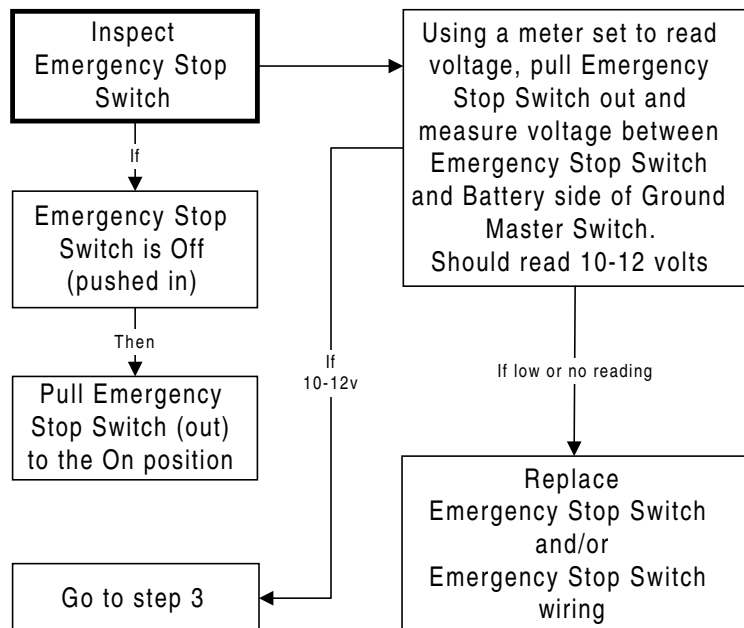 Inspect
Emergency Stop
Switch
If
Emergency Stop
Switch is Off
(pushed in)
Then
Pull Emergency
Stop Switch (out)
to the On position
Using a meter set to read
voltage, pull Emergency
Stop Switch out and
measure voltage between
Emergency Stop Switch
and Battery side of Ground
Master Switch.
Should read 10-12 volts
If
10-12v
Go to step 3
If low or no reading
Replace
Emergency Stop Switch
and/or
Emergency Stop Switch
wiring